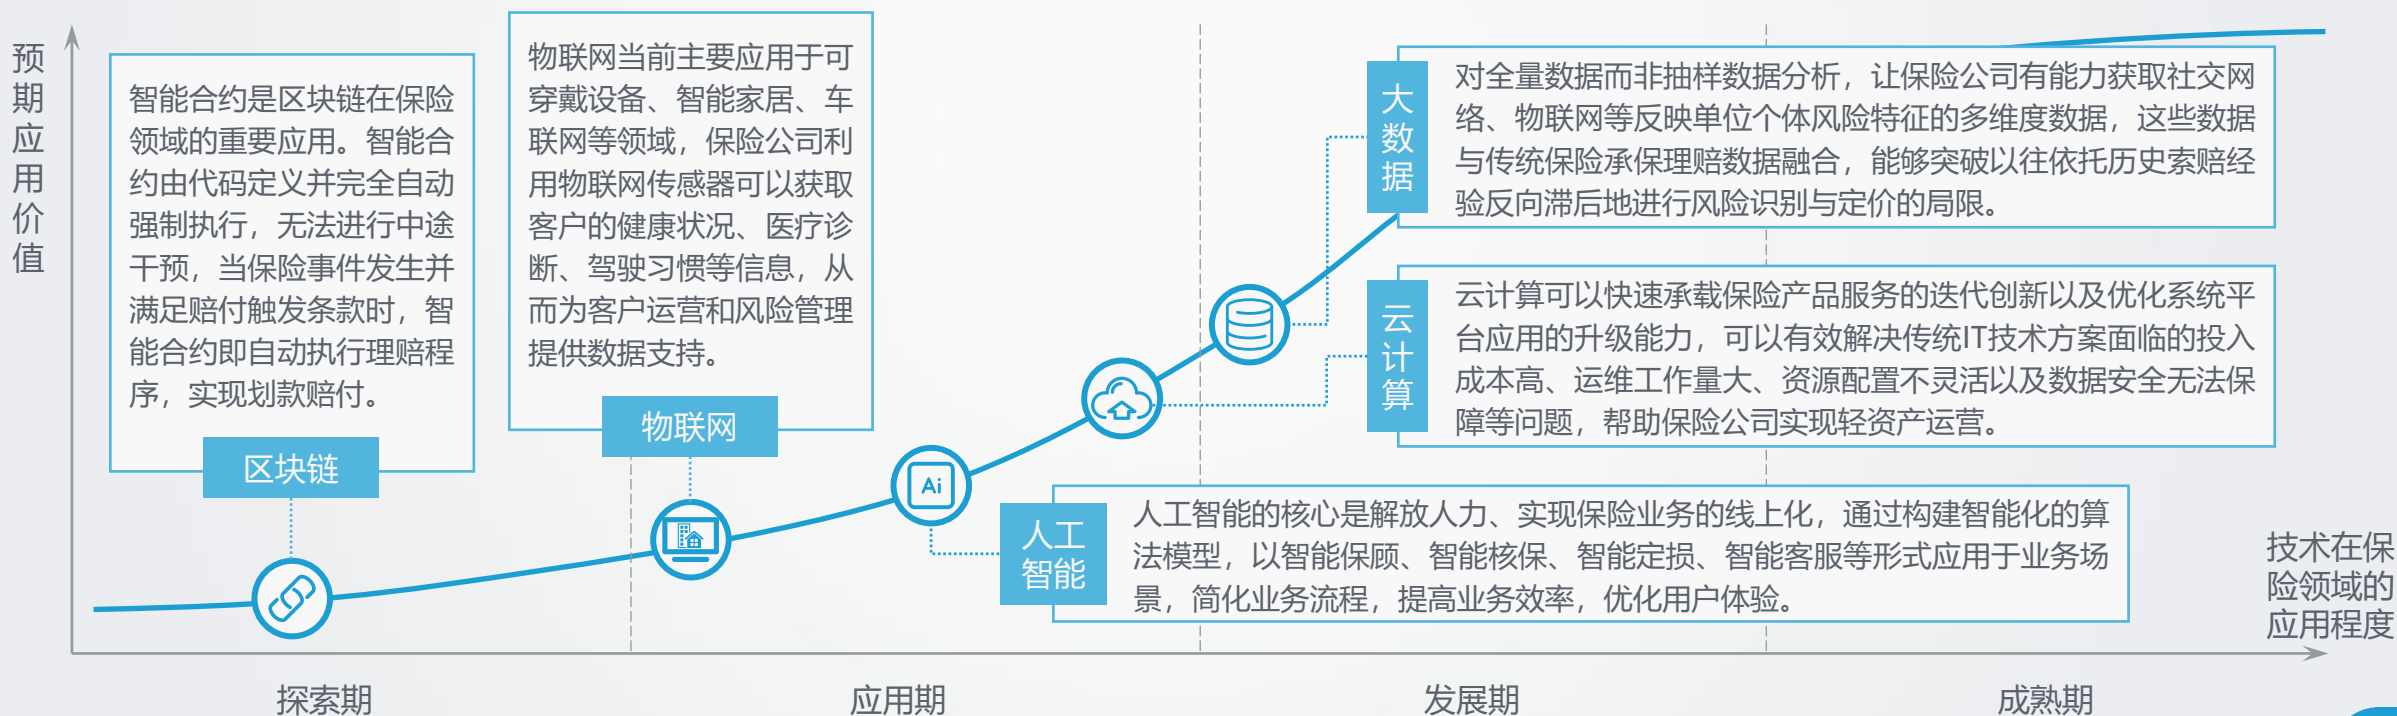 预期应用价值
智能合约是区块链在保险
领域的重要应用。智能合
约由代码定义并完全自动
强制执行，无法进行中途
干预，当保险事件发生并
满足赔付触发条款时，智
能合约即自动执行理赔程
序，实现划款赔付。
区块链
物联网当前主要应用于可
穿戴设备、智能家居、车
联网等领域，保险公司利
用物联网传感器可以获取
客户的健康状况、医疗诊
断、驾驶习惯等信息，从
而为客户运营和风险管理
提供数据支持。
物联网
大数据
对全量数据而非抽样数据分析，让保险公司有能力获取社交网
络、物联网等反映单位个体风险特征的多维度数据，这些数据
与传统保险承保理赔数据融合，能够突破以往依托历史索赔经
验反向滞后地进行风险识别与定价的局限。
云计算
云计算可以快速承载保险产品服务的迭代创新以及优化系统平
台应用的升级能力，可以有效解决传统IT技术方案面临的投入
成本高、运维工作量大、资源配置不灵活以及数据安全无法保
障等问题，帮助保险公司实现轻资产运营。
Ai
人工
智能
人工智能的核心是解放人力、实现保险业务的线上化，通过构建智能化的算
法模型，以智能保顾、智能核保、智能定损、智能客服等形式应用于业务场
景，简化业务流程，提高业务效率，优化用户体验。
技术在保
险领域的
应用程度
探索期
应用期
发展期
成熟期